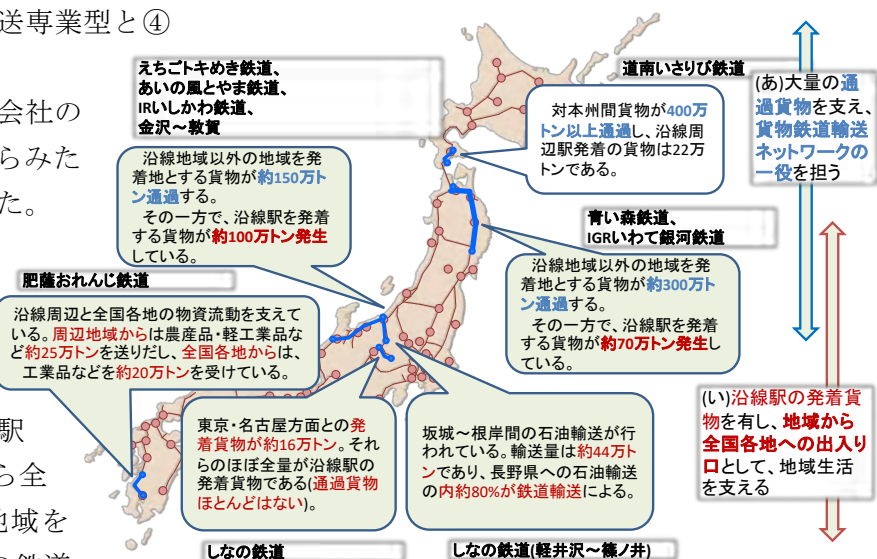 送専業型と④
会社の
らみた
た。
駅
ら全
地域を
えちごトキめき鉄道、
あいの風とやま鉄道、
IRいしかわ鉄道、
金沢～敦賀
沿線地域以外の地域を発
着地とする貨物が約150万ト
ン通過する。
その一方で、沿線駅を発着
する貨物が約100万トン発生
している。
道南いさりび鉄道
対本州間貨物が400万
トン以上通過し、沿線周
辺駅発着の貨物は22万
トンである。
(あ)大量の通
過貨物を支え、
貨物鉄道輸送
ネットワークの
一役を担う
青い森鉄道、
IGRいわて銀河鉄道
沿線地域以外の地域を発
着地とする貨物が約300万ト
ン通過する。
その一方で、沿線駅を発着
する貨物が約70万トン発生し
ている。
肥薩おれんじ鉄道
沿線周辺と全国各地の物資流動を支えて
いる。周辺地域からは農産品・軽工業品な
ど約25万トンを送りだし、全国各地からは、
工業品などを約20万トンを受けている。
東京・名古屋方面との発
着貨物が約16万トン。それ
らのほぼ全量が沿線駅の
発着貨物である(通過貨物
ほとんどはない)。
坂城～根岸間の石油輸送が行
われている。輸送量は約44万ト
ンであり、長野県への石油輸送
の内約80%が鉄道輸送による。
(い)沿線駅の発着貨
物を有し、地域から
全国各地への出入り
口として、地域生活
を支える
しなの鉄道
しなの鉄道(軽井沢～篠ノ井)